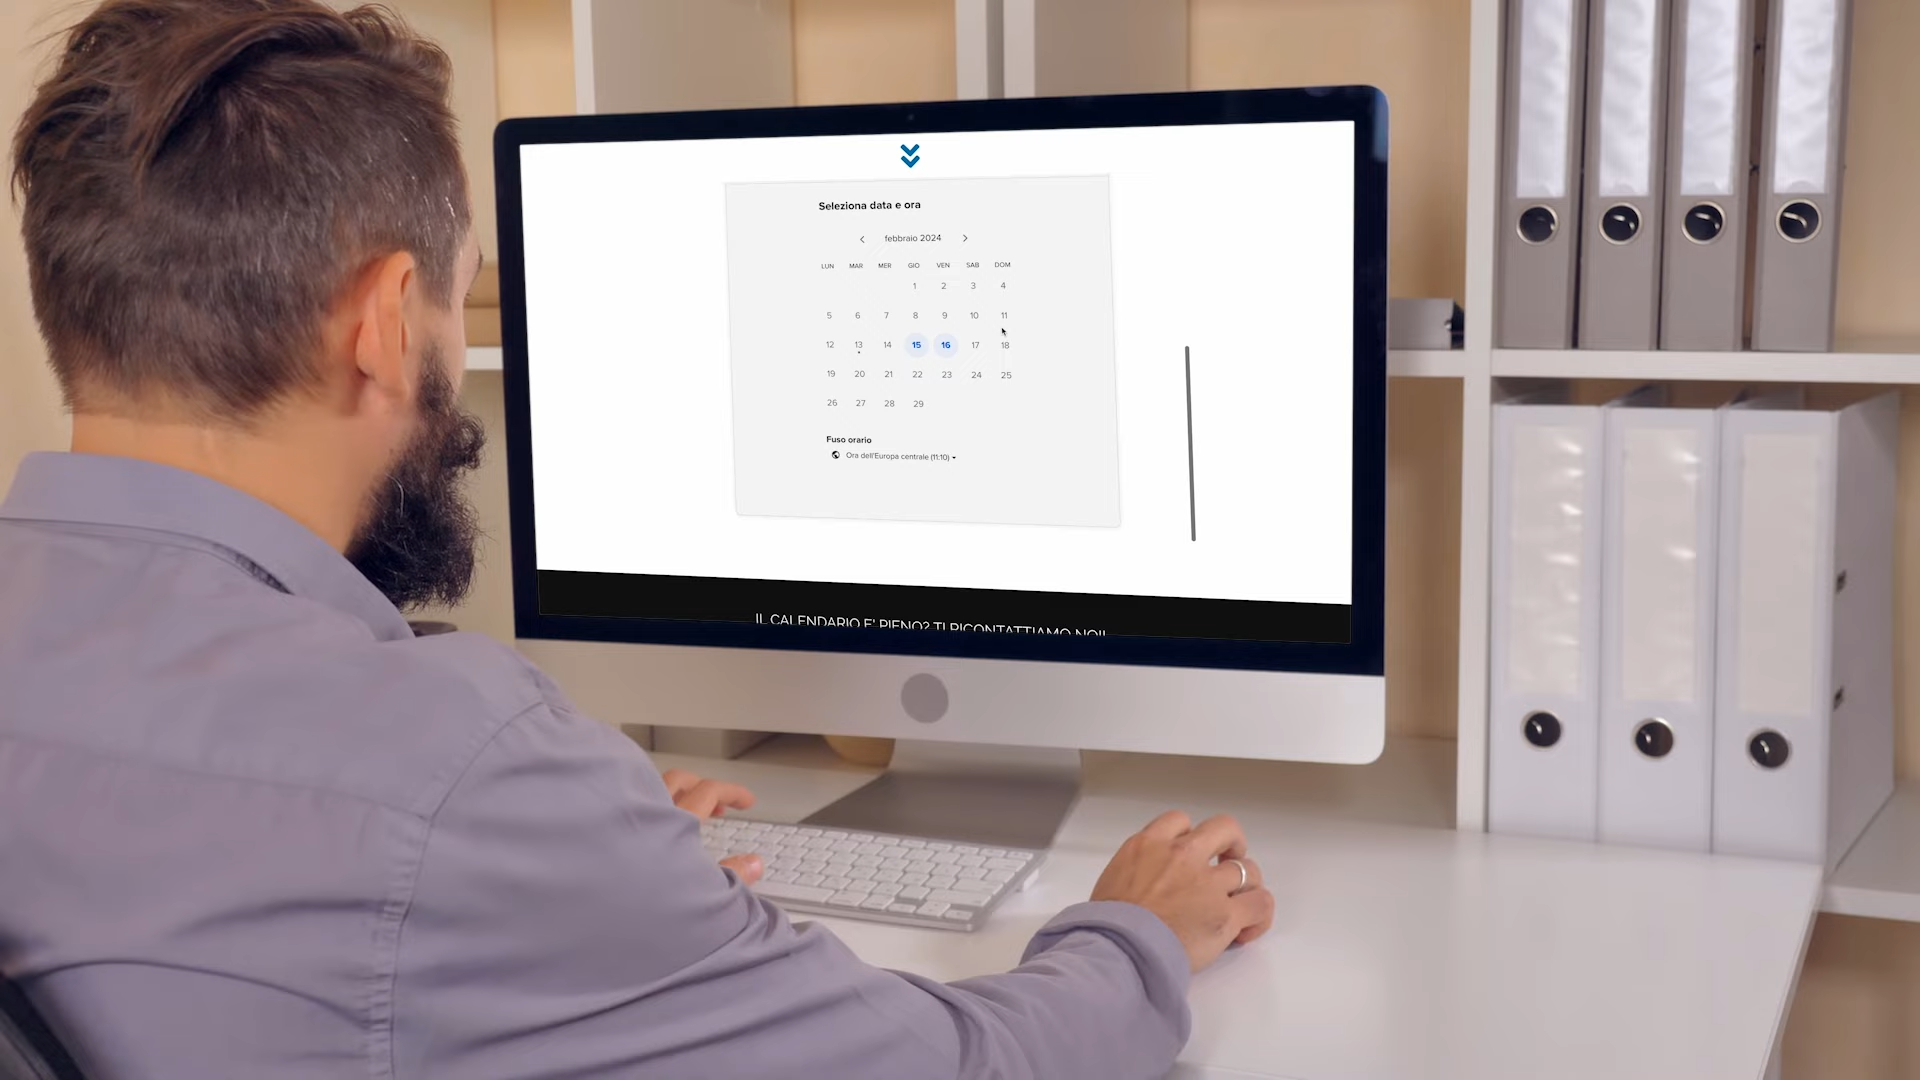 Seleziona data e ora
febbraio 2024
LUN MAR MER GIO VEN SAB DOM
1 2 3 4
5 6 7 8 9 10 11
12 13 14 15 16 17 18
19 20 21 22 23 24 25
26 27 28 29
Fuso orario
Ora dell'Europa centrale (11:10)
IL CALENDARIO E' PIENO? TI RICONTATTIAMO NOI!